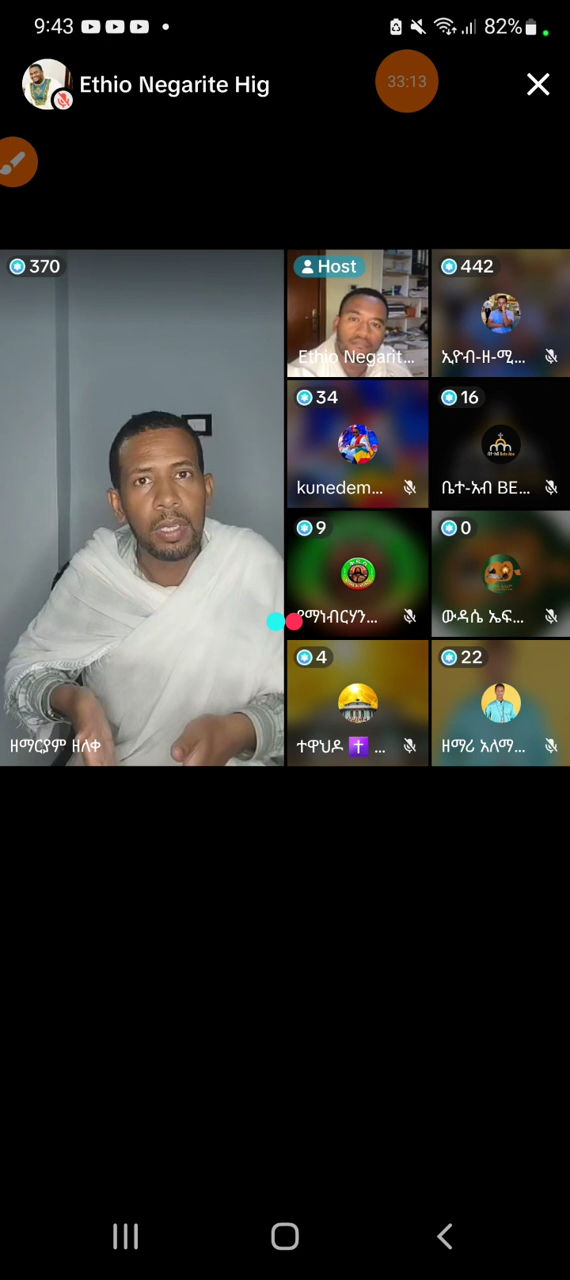 9:43
82%
Ethio Negarite Hig
33:13
370
Host
Ethio Negarit...
442
ኢዮብ-ዘ-ሚ...
34
kunedem...
16
ቤተ-አብ BE...
9
የማነብርሃን...
0
ውዳሴ ኤፍ...
4
ተዋህዶ ✝️ ...
22
ዘማሪ አለማ...
ዘማርያም ዘለቀ